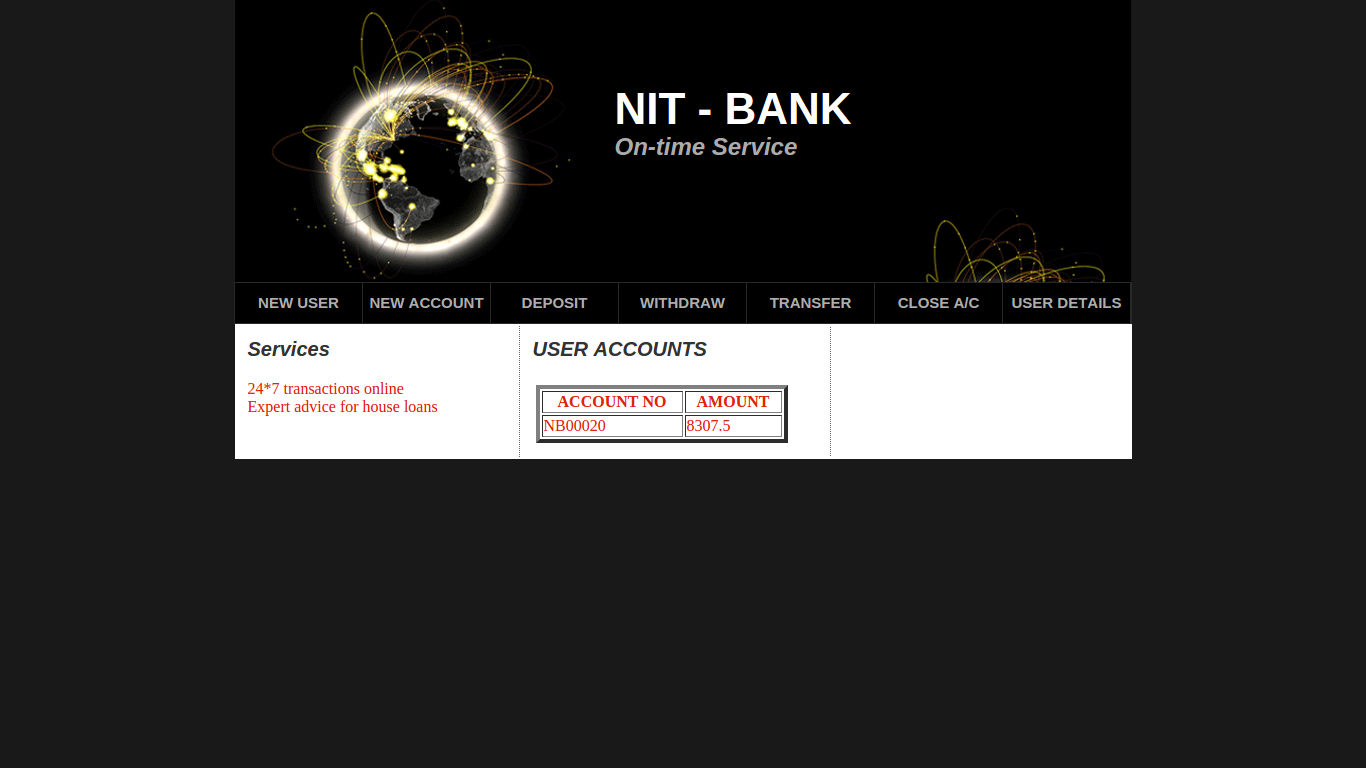 NIT - BANK
On-time Service
NEW USER NEW ACCOUNT DEPOSIT WITHDRAW TRANSFER CLOSE A/C USER DETAILS
Services
24*7 transactions online
Expert advice for house loans
USER ACCOUNTS
ACCOUNT NO AMOUNT
NB00020 8307.5